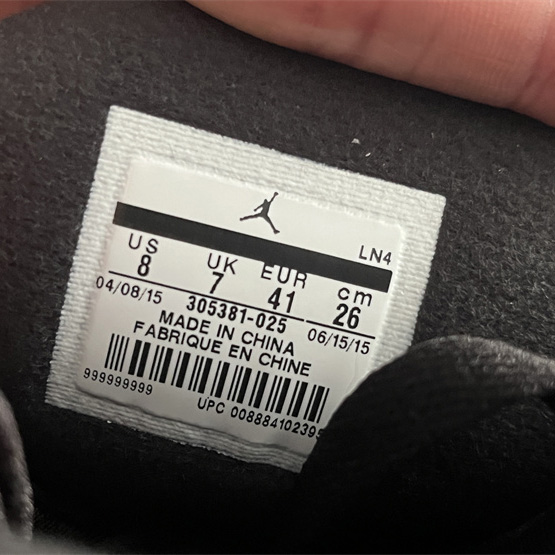 LN4
US UK EUR cm
8 7 41 26
04/08/15 305381-025 06/15/15
MADE IN CHINA
FABRIQUE EN CHINE
999999999
UPC 00888410239